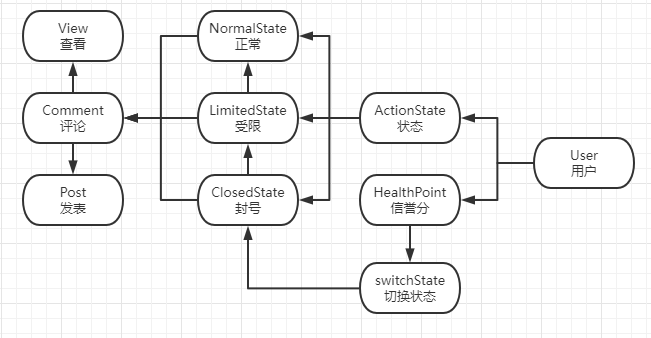 View
查看
NormalState
正常
Comment
评论
LimitedState
受限
ActionState
状态
User
用户
Post
发表
ClosedState
封号
HealthPoint
信誉分
switchState
切换状态